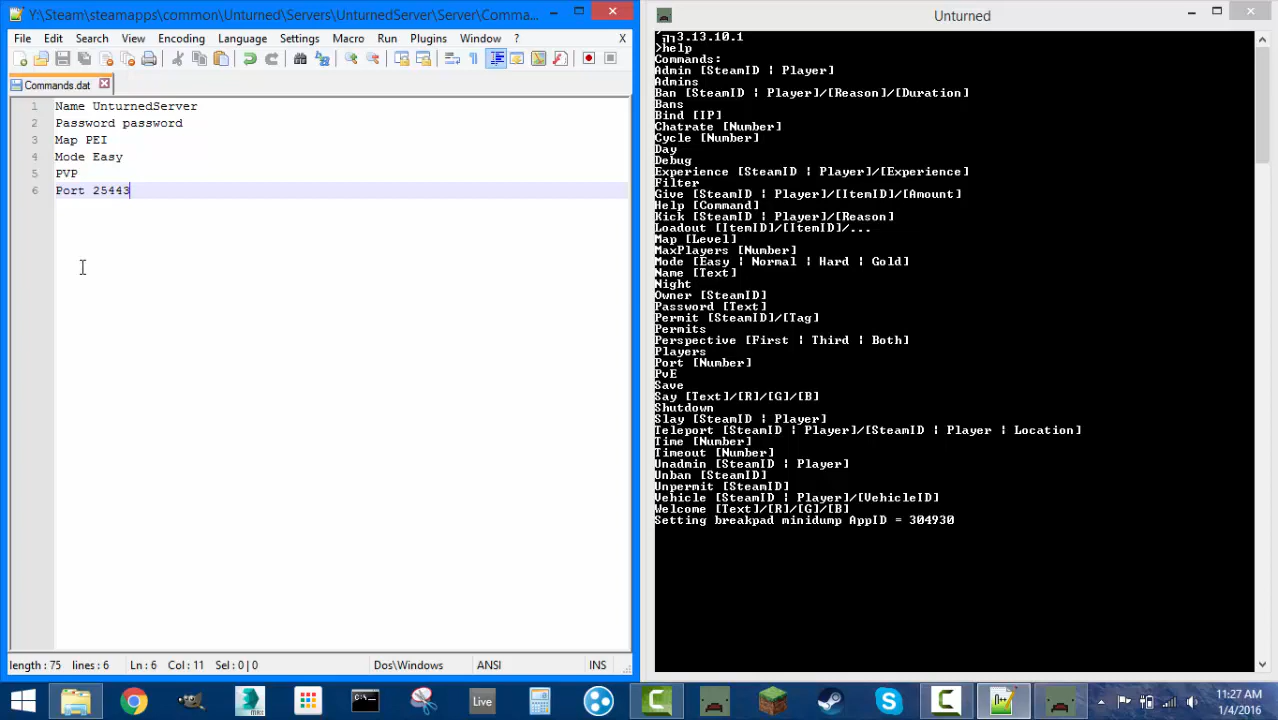 Y:\Steam\steamapps\common\Unturned\Servers\UnturnedServer\Server\Comma...
File Edit Search View Encoding Language Settings Macro Run Plugins Window ? X
Commands.dat
1 Name UnturnedServer
2 Password password
3 Map PEI
4 Mode Easy
5 PVP
6 Port 25443
length : 75 lines : 6 Ln : 6 Col : 11 Sel : 0 | 0 Dos\Windows ANSI INS
Unturned
3.13.10.1
>help
Commands:
Admin [SteamID ¦ Player]
Admins
Ban [SteamID ¦ Player]/[Reason]/[Duration]
Bans
Bind [IP]
Chatrate [Number]
Cycle [Number]
Day
Debug
Experience [SteamID ¦ Player]/[Experience]
Filter
Give [SteamID ¦ Player]/[ItemID]/[Amount]
Help [Command]
Kick [SteamID ¦ Player]/[Reason]
Loadout [ItemID]/[ItemID]/...
Map [Level]
MaxPlayers [Number]
Mode [Easy ¦ Normal ¦ Hard ¦ Gold]
Name [Text]
Night
Owner [SteamID]
Password [Text]
Permit [SteamID]/[Tag]
Permits
Perspective [First ¦ Third ¦ Both]
Players
Port [Number]
PvE
Save
Say [Text]/[R]/[G]/[B]
Shutdown
Slay [SteamID ¦ Player]
Teleport [SteamID ¦ Player]/[SteamID ¦ Player ¦ Location]
Time [Number]
Timeout [Number]
Unadmin [SteamID ¦ Player]
Unban [SteamID]
Unpermit [SteamID]
Vehicle [SteamID ¦ Player]/[VehicleID]
Welcome [Text]/[R]/[G]/[B]
Setting breakpad minidump AppID = 304930
Live
11:27 AM
1/4/2016